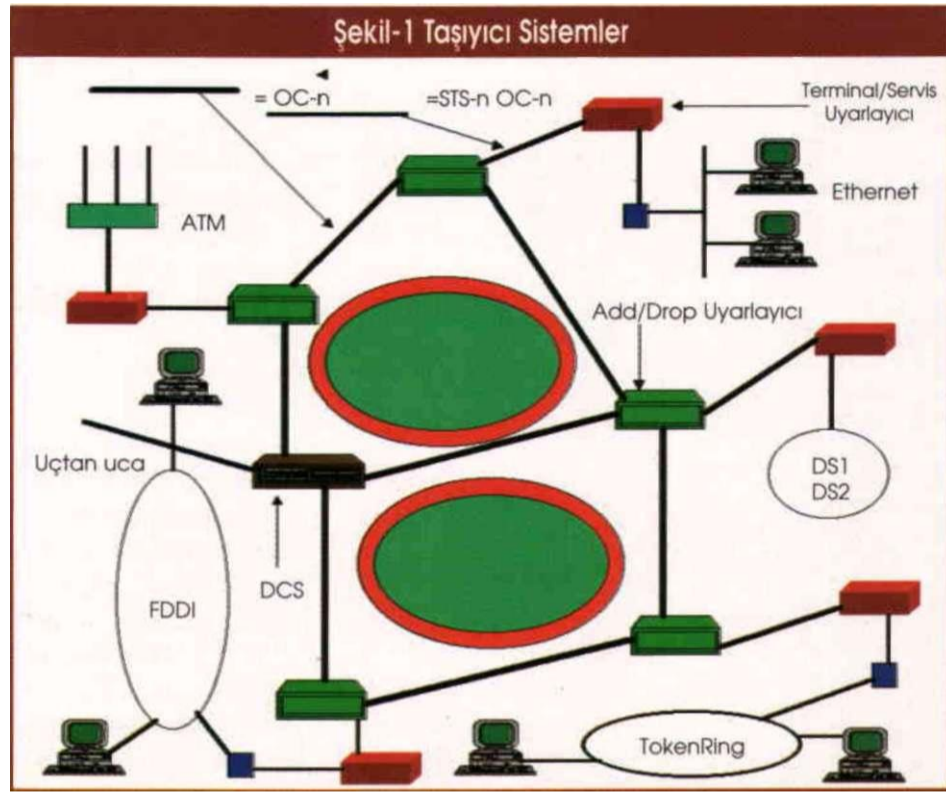 Şekil-1 Taşıyıcı Sistemler
= OC-n
=STS-n OC-n
Terminal/Servis
Uyarlayıcı
Ethernet
ATM
Add/Drop Uyarlayıcı
Uçtan uca
DS1
DS2
DCS
FDDI
TokenRing